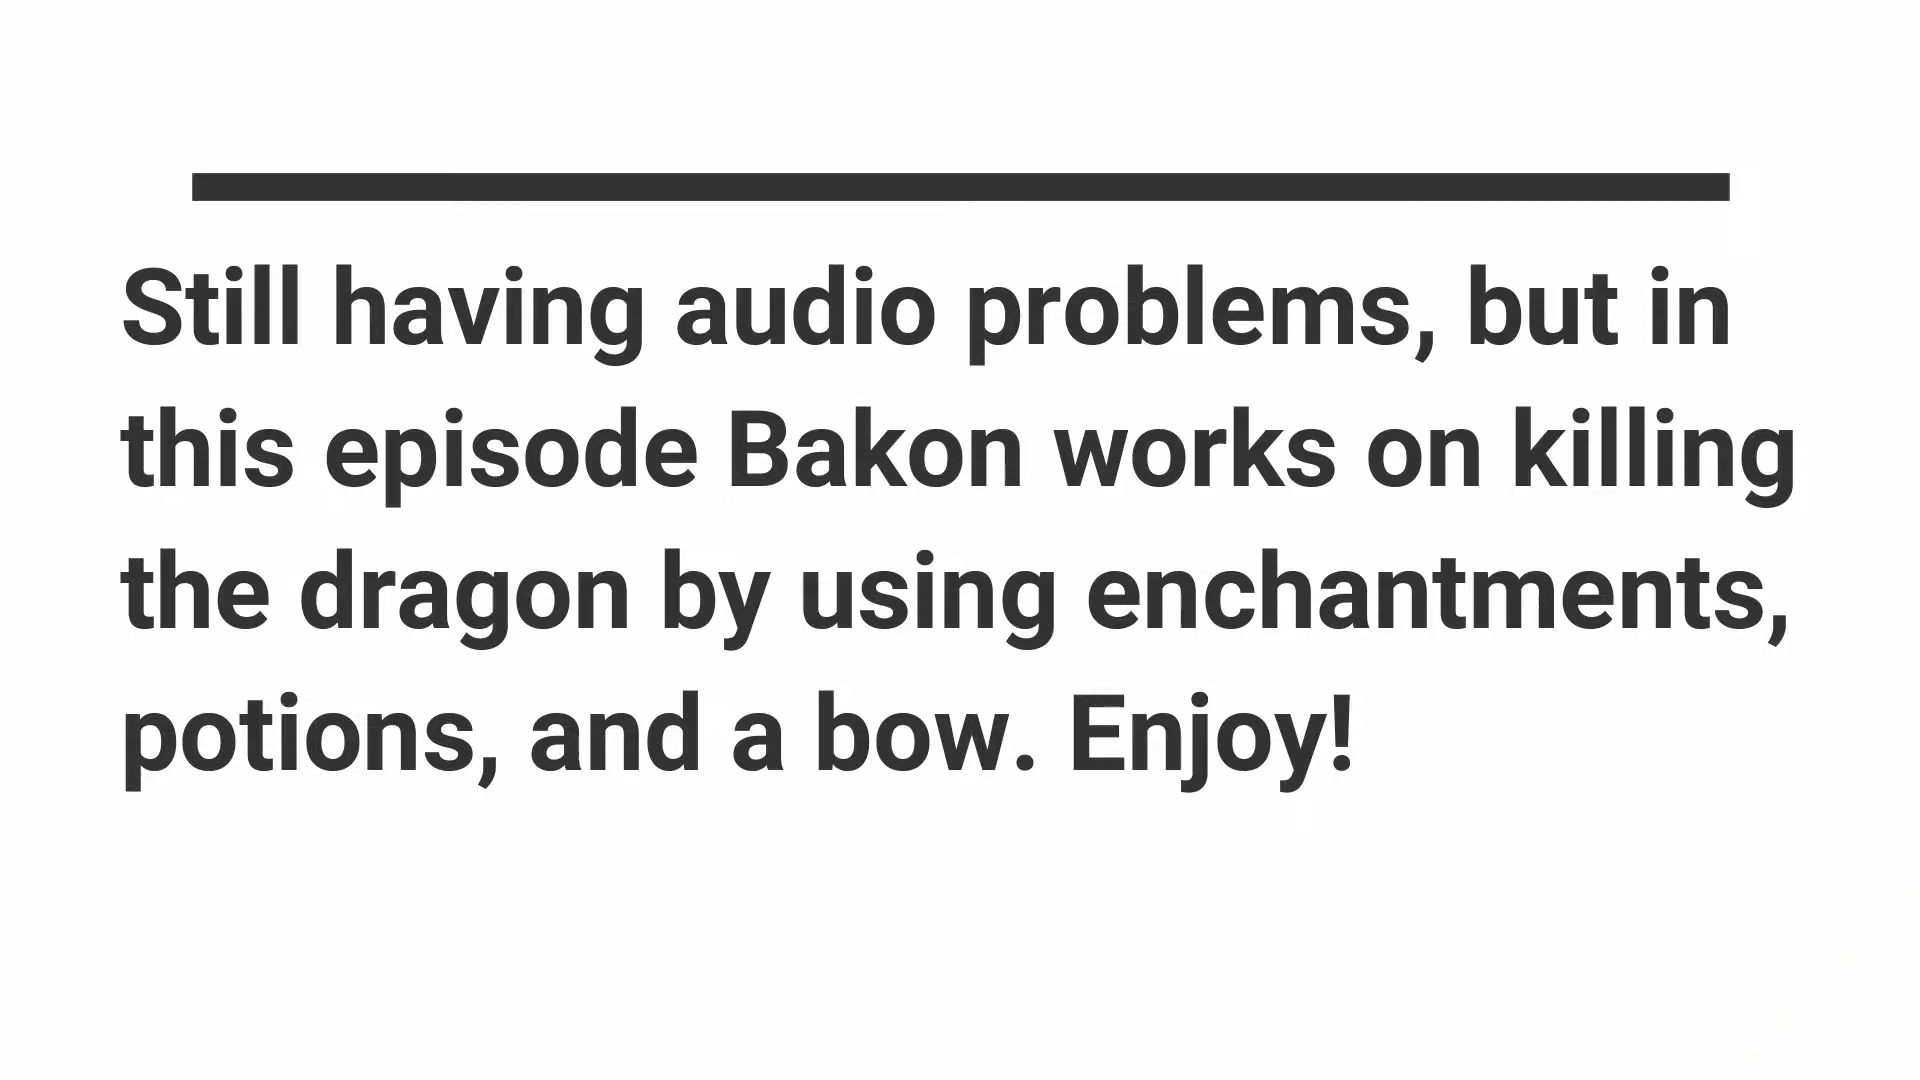 Still having audio problems, but in
this episode Bakon works on killing
the dragon by using enchantments,
potions, and a bow. Enjoy!